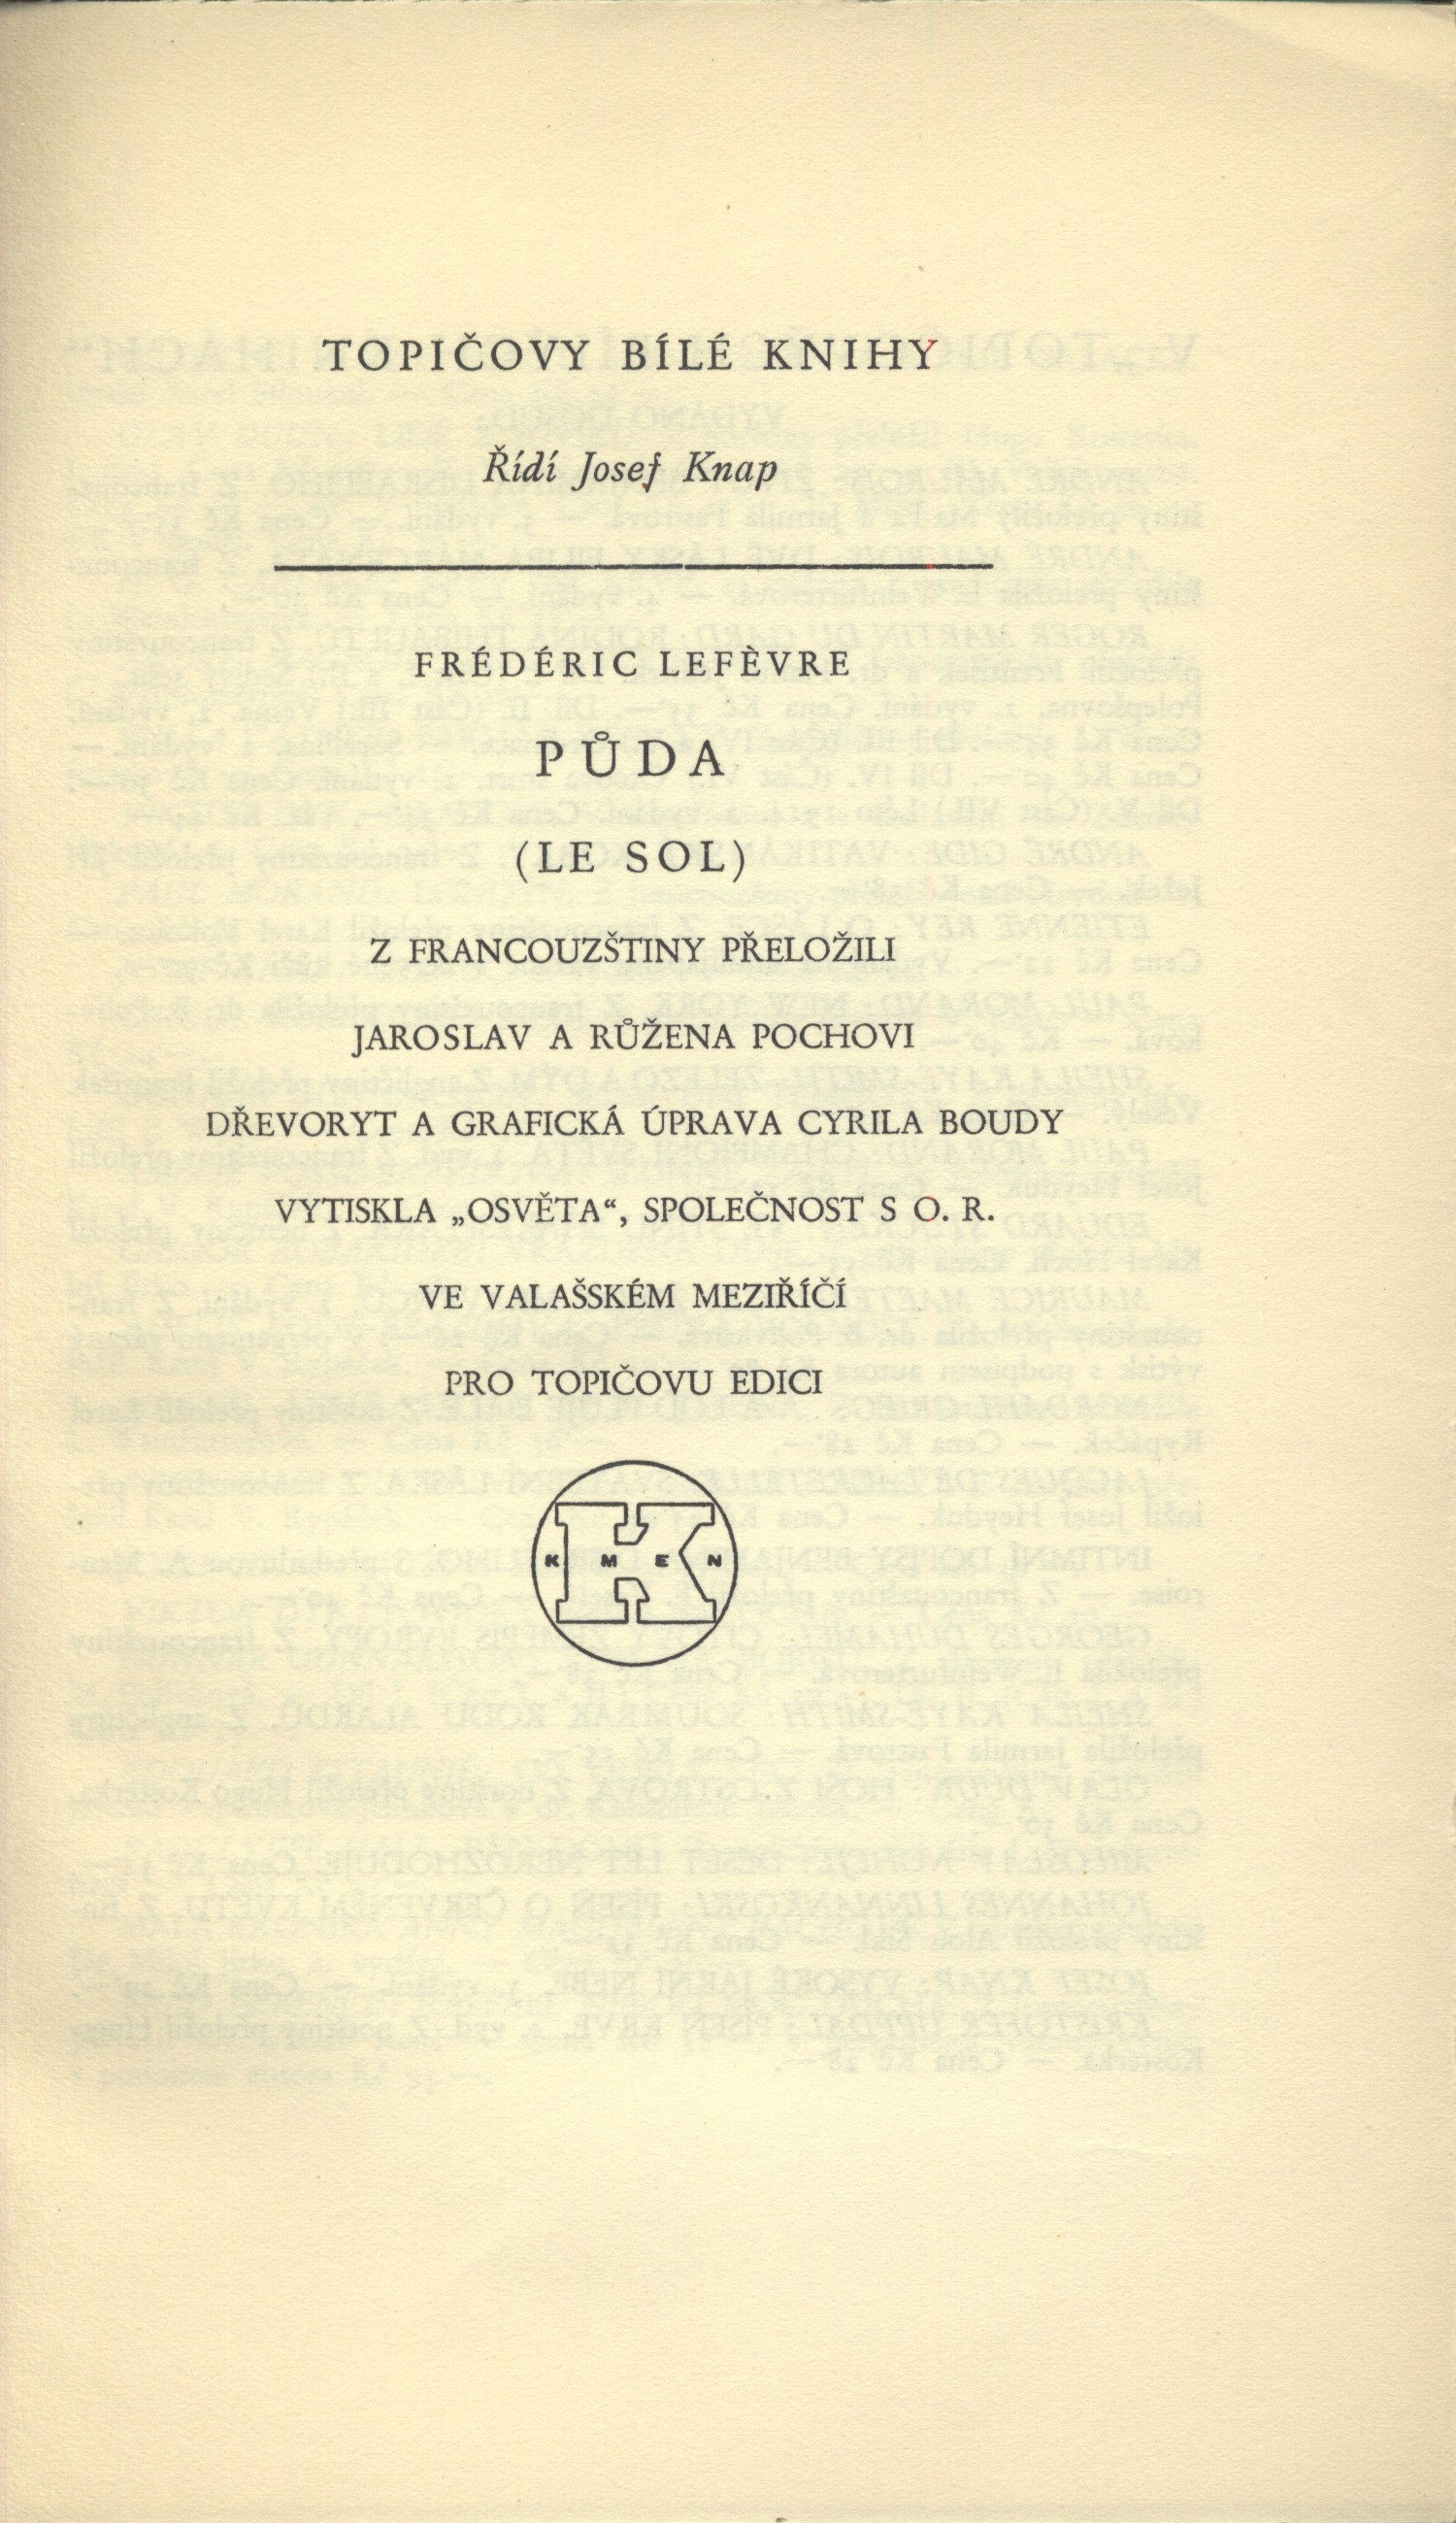 TOPIČOVY BÍLÉ KNIHY
Řídí Josef Knap
FRÉDÉRIC LEFÈVRE
PŮDA
(LE SOL)
Z FRANCOUZŠTINY PŘELOŽILI
JAROSLAV A RŮŽENA POCHOVI
DŘEVORYT A GRAFICKÁ ÚPRAVA CYRILA BOUDY
VYTISKLA „OSVĚTA“, SPOLEČNOST S O. R.
VE VALAŠSKÉM MEZIŘÍČÍ
PRO TOPIČOVU EDICI
KMEN